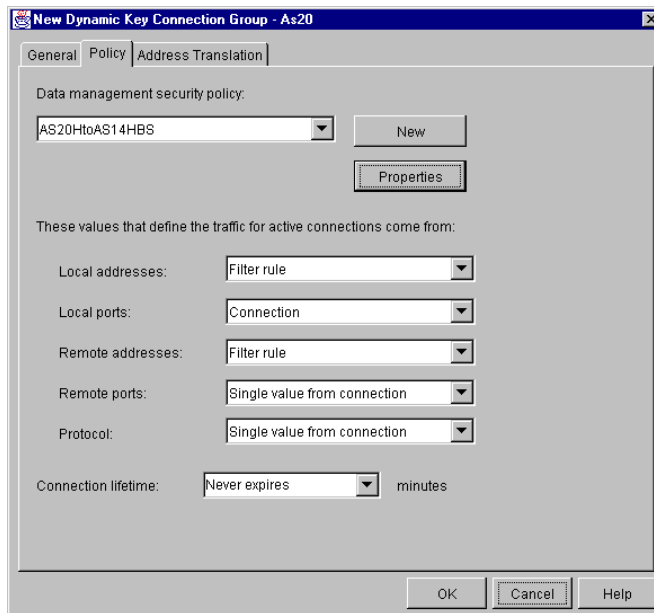 New Dynamic Key Connection Group - As20
General Policy Address Translation
Data management security policy:
AS20HtoAS14HBS New
Properties
These values that define the traffic for active connections come from:
Local addresses: Filter rule
Local ports: Connection
Remote addresses: Filter rule
Remote ports: Single value from connection
Protocol: Single value from connection
Connection lifetime: Never expires minutes
OK Cancel Help